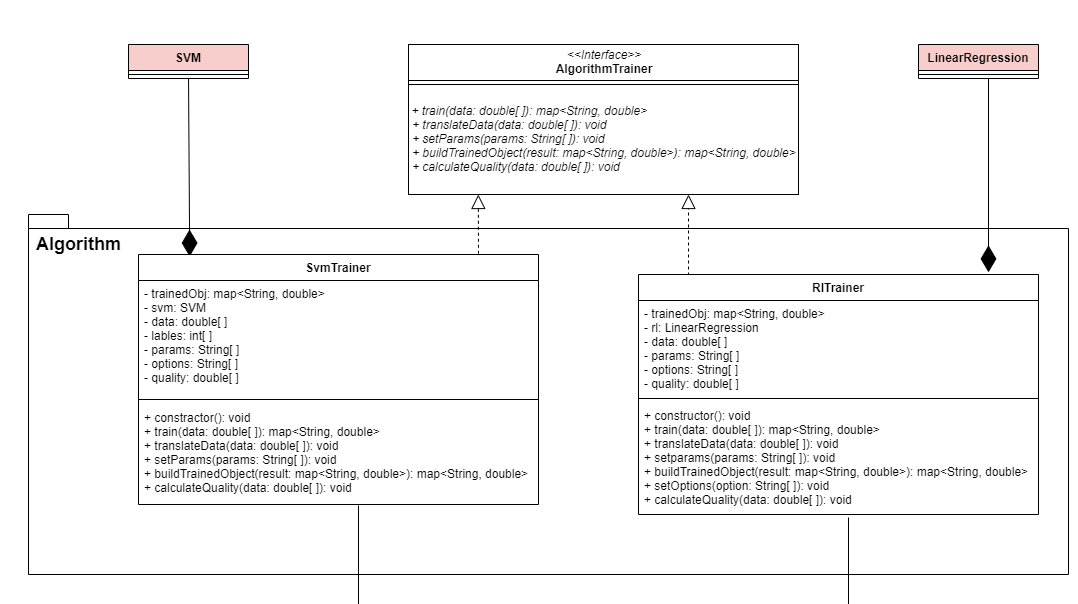 SVM
<<Interface>>
AlgorithmTrainer
+ train(data: double[ ]): map<String, double>
+ translateData(data: double[ ]): void
+ setParams(params: String[ ]): void
+ buildTrainedObject(result: map<String, double>): map<String, double>
+ calculateQuality(data: double[ ]): void
LinearRegression
Algorithm
SvmTrainer
- trainedObj: map<String, double>
- svm: SVM
- data: double[ ]
- lables: int[ ]
- params: String[ ]
- options: String[ ]
- quality: double[ ]
+ constractor(): void
+ train(data: double[ ]): map<String, double>
+ translateData(data: double[ ]): void
+ setParams(params: String[ ]): void
+ buildTrainedObject(result: map<String, double>): map<String, double>
+ calculateQuality(data: double[ ]): void
RlTrainer
- trainedObj: map<String, double>
- rl: LinearRegression
- data: double[ ]
- params: String[ ]
- options: String[ ]
- quality: double[ ]
+ constructor(): void
+ train(data: double[ ]): map<String, double>
+ translateData(data: double[ ]): void
+ setparams(params: String[ ]): void
+ buildTrainedObject(result: map<String, double>): map<String, double>
+ setOptions(option: String[ ]): void
+ calculateQuality(data: double[ ]): void